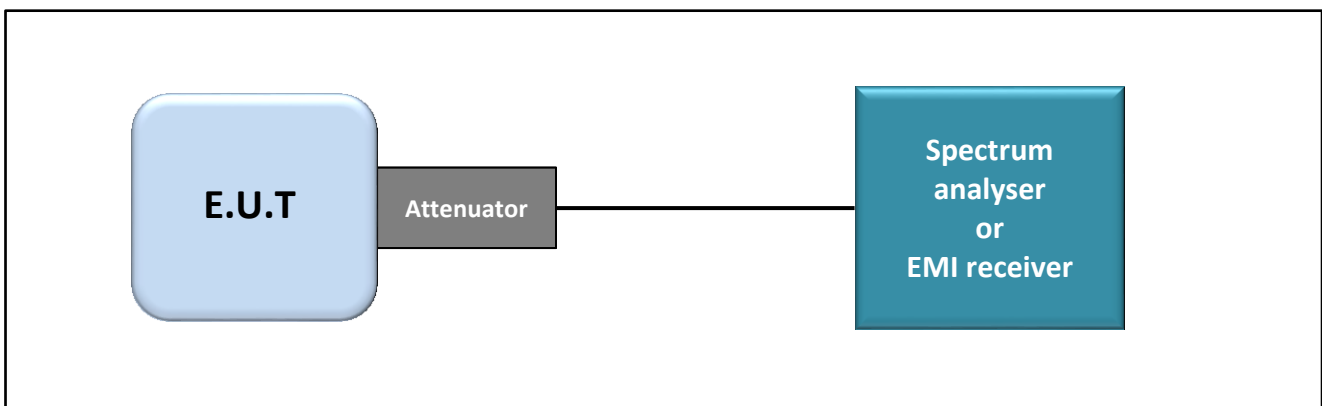 E.U.T
Attenuator
Spectrum
analyser
or
EMI receiver